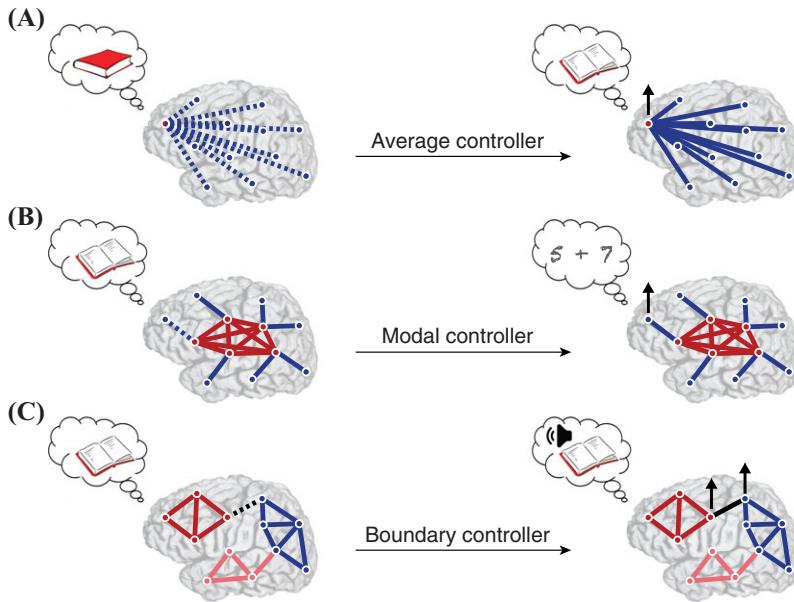 (A)
Average controller
(B)
5 + 7
Modal controller
(C)
Boundary controller